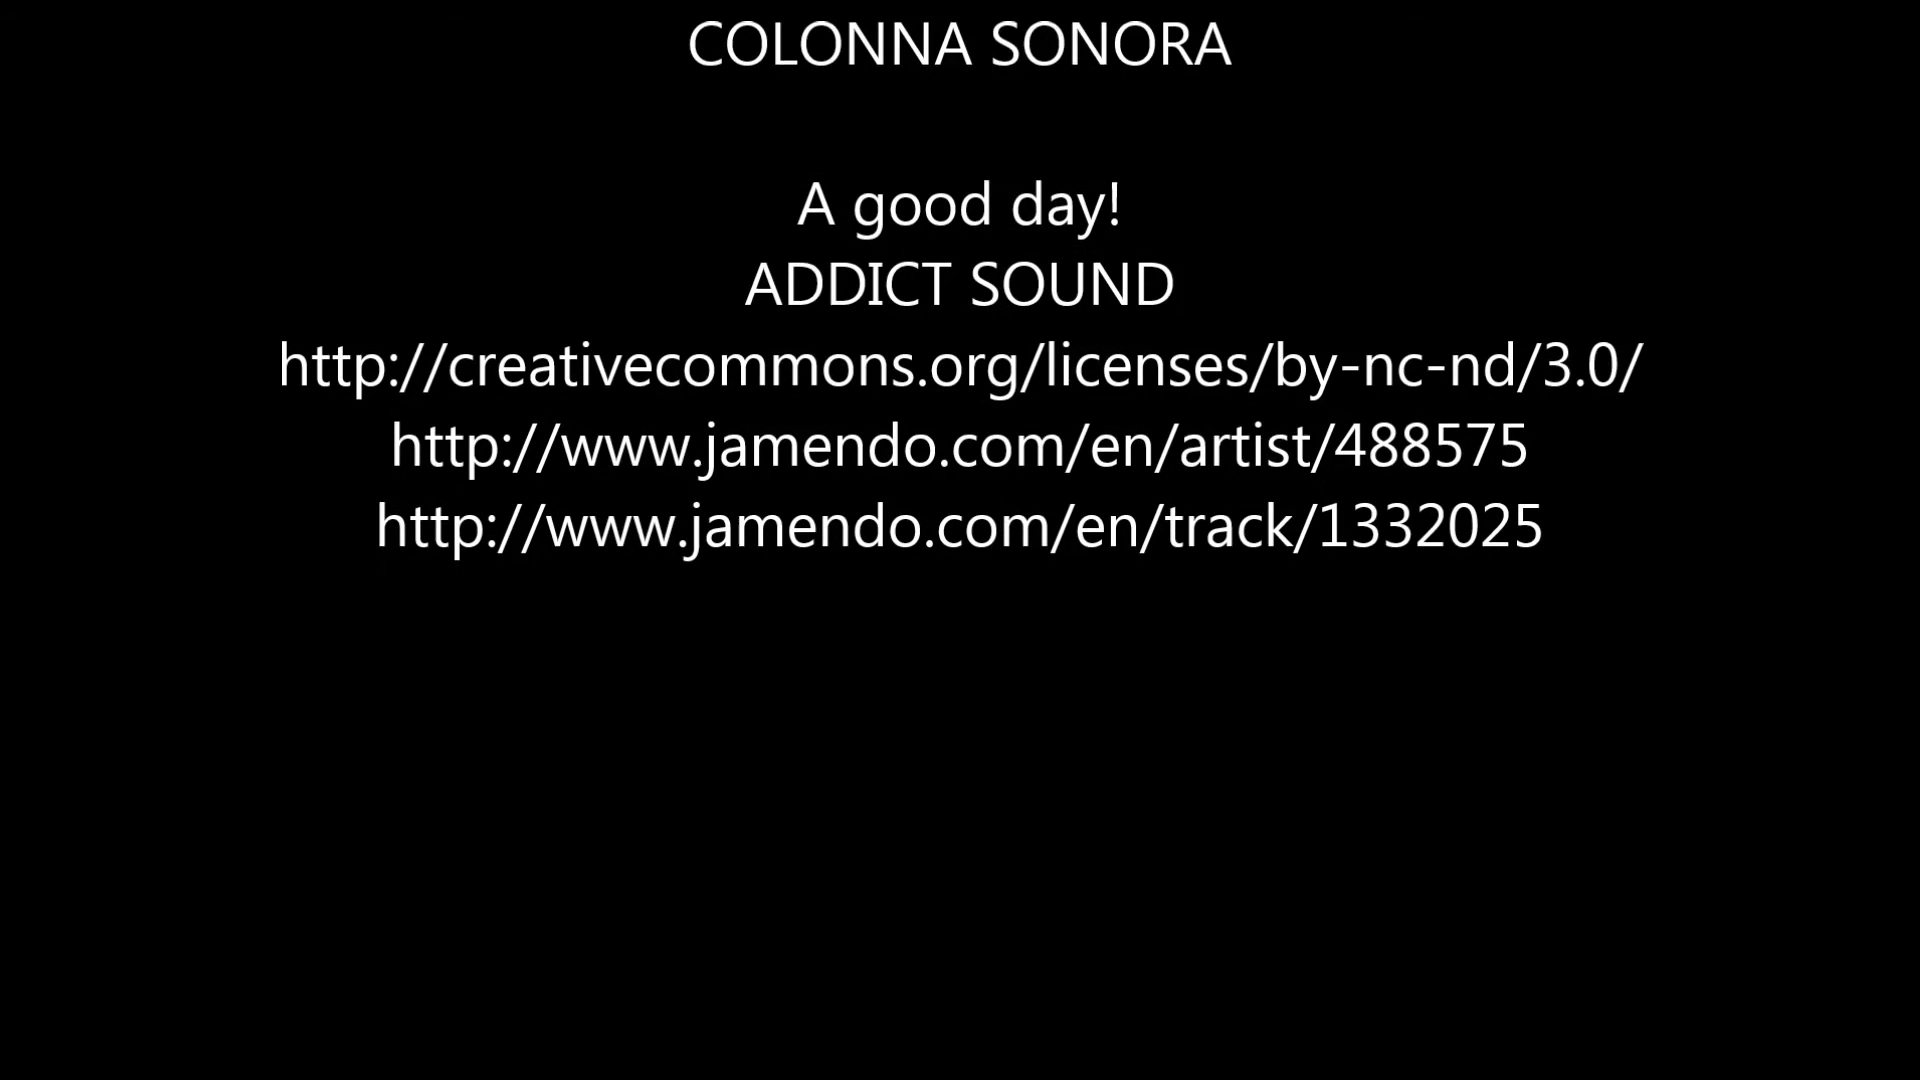 COLONNA SONORA
A good day!
ADDICT SOUND
http://creativecommons.org/licenses/by-nc-nd/3.0/
http://www.jamendo.com/en/artist/488575
http://www.jamendo.com/en/track/1332025